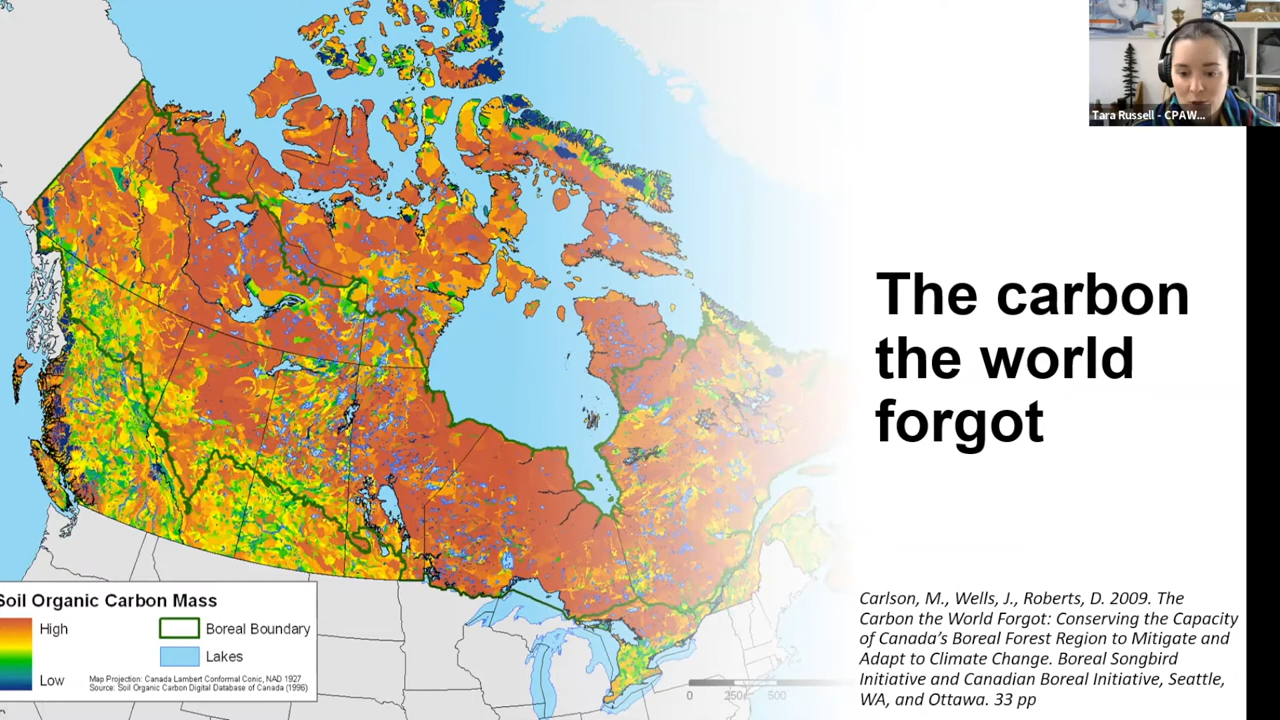 Tara Russell - CPAW...
The carbon
the world
forgot
Soil Organic Carbon Mass
High
Boreal Boundary
Lakes
Low
Map Projection: Canada Lambert Conformal Conic, NAD 1927
Source: Soil Organic Carbon Digital Database of Canada (1996)
0 250 500
Carlson, M., Wells, J., Roberts, D. 2009. The
Carbon the World Forgot: Conserving the Capacity
of Canada’s Boreal Forest Region to Mitigate and
Adapt to Climate Change. Boreal Songbird
Initiative and Canadian Boreal Initiative, Seattle,
WA, and Ottawa. 33 pp